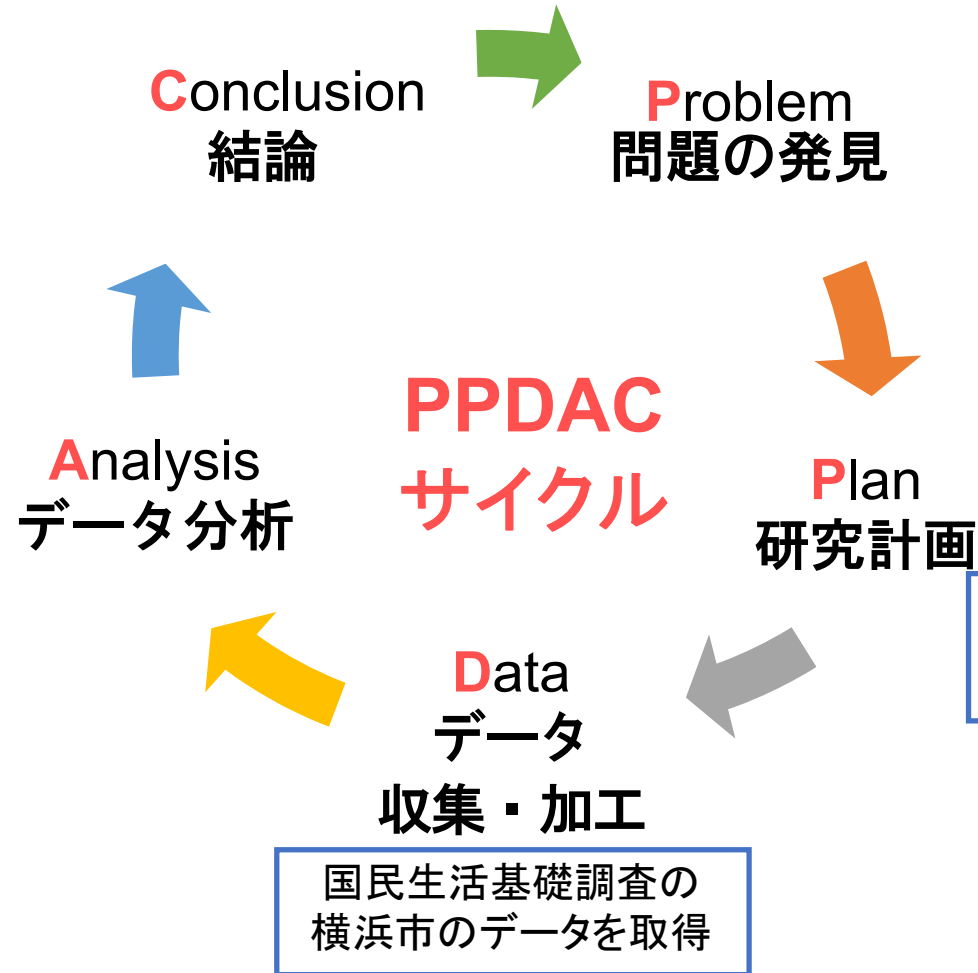 Conclusion
結論
Problem
問題の発見
PPDAC
サイクル
Analysis
データ分析
Plan
研究計画
Data
データ
収集・加工
国民生活基礎調査の
横浜市のデータを取得